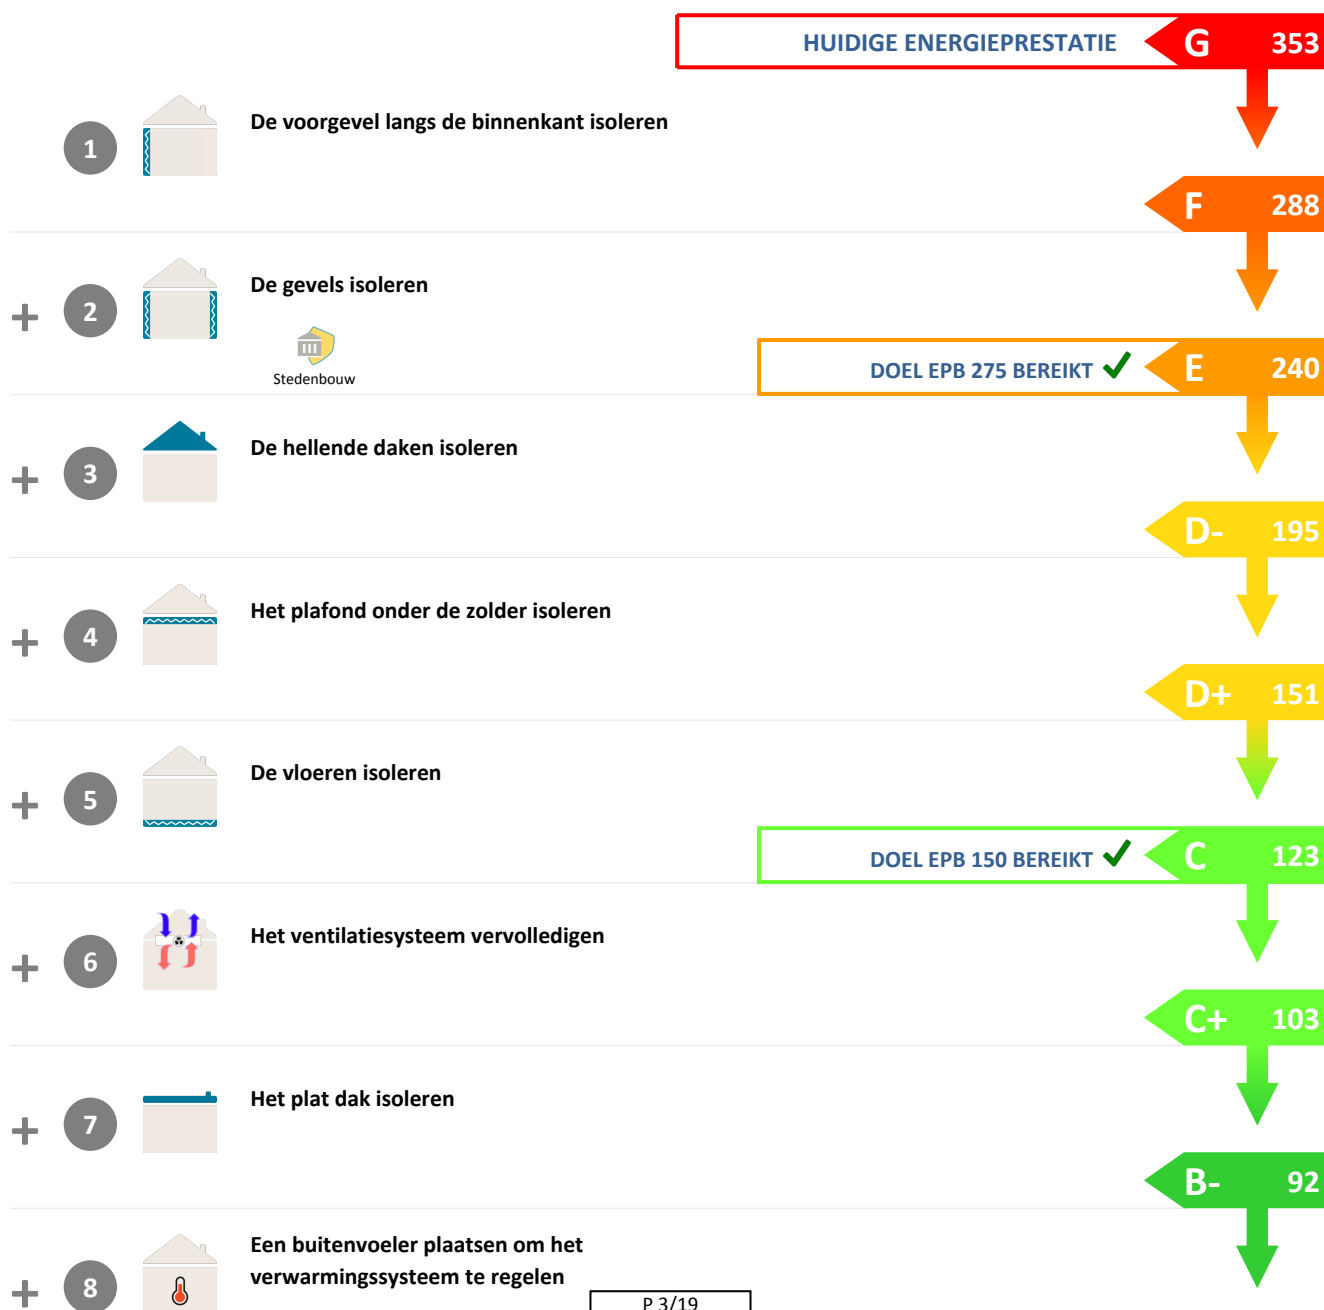 HUIDIGE ENERGIEPRESTATIE G 353
1 De voorgevel langs de binnenkant isoleren
F 288
+ 2 De gevels isoleren
Stedenbouw
DOEL EPB 275 BEREIKT ✓ E 240
+ 3 De hellende daken isoleren
D- 195
+ 4 Het plafond onder de zolder isoleren
D+ 151
+ 5 De vloeren isoleren
DOEL EPB 150 BEREIKT ✓ C 123
+ 6 Het ventilatiesysteem vervolledigen
C+ 103
+ 7 Het plat dak isoleren
B- 92
+ 8 Een buitenvoeler plaatsen om het
verwarmingssysteem te regelen
P 3/19